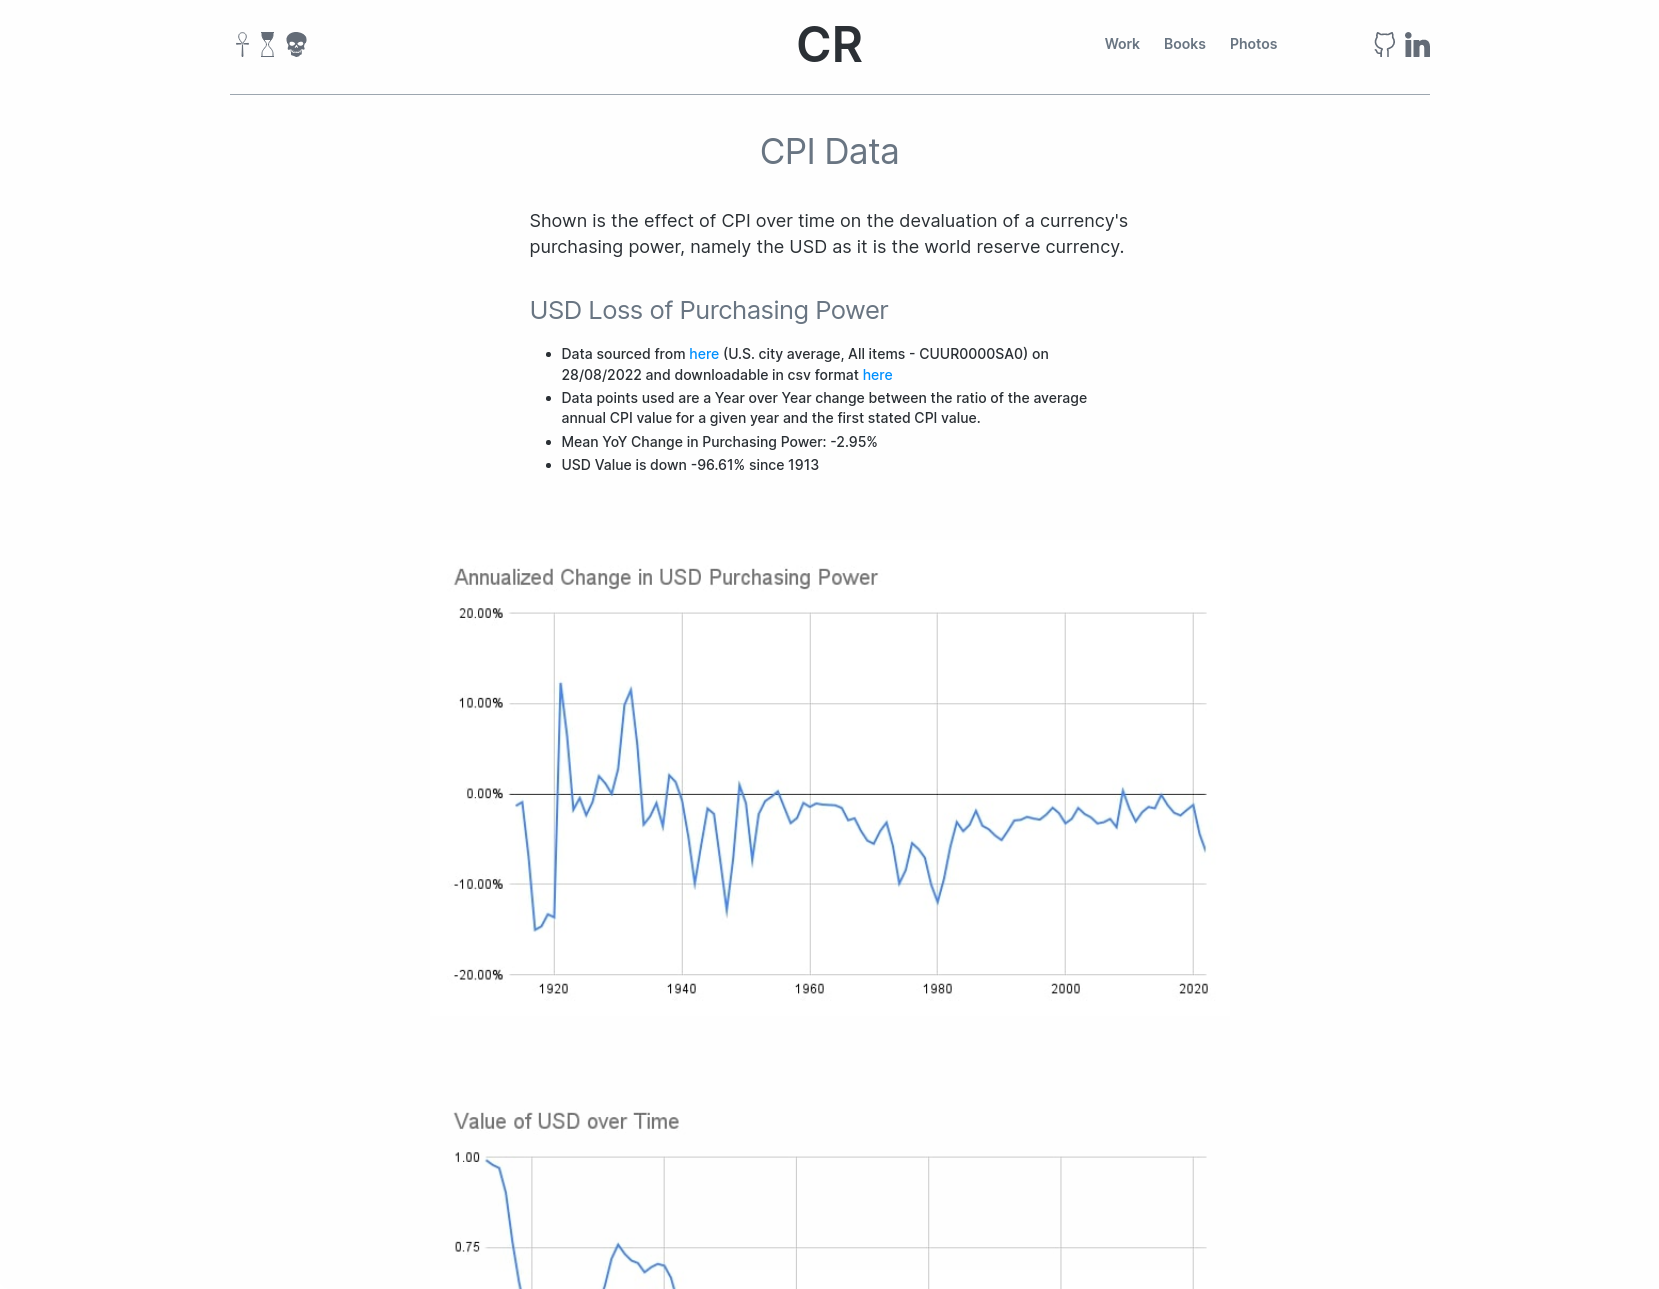 CR
Work Books Photos
CPI Data
Shown is the effect of CPI over time on the devaluation of a currency's
purchasing power, namely the USD as it is the world reserve currency.
USD Loss of Purchasing Power
Data sourced from here (U.S. city average, All items - CUUR0000SA0) on
28/08/2022 and downloadable in csv format here
Data points used are a Year over Year change between the ratio of the average
annual CPI value for a given year and the first stated CPI value.
Mean YoY Change in Purchasing Power: -2.95%
USD Value is down -96.61% since 1913
Annualized Change in USD Purchasing Power
20.00%
10.00%
0.00%
-10.00%
-20.00%
1920 1940 1960 1980 2000 2020
Value of USD over Time
1.00
0.75